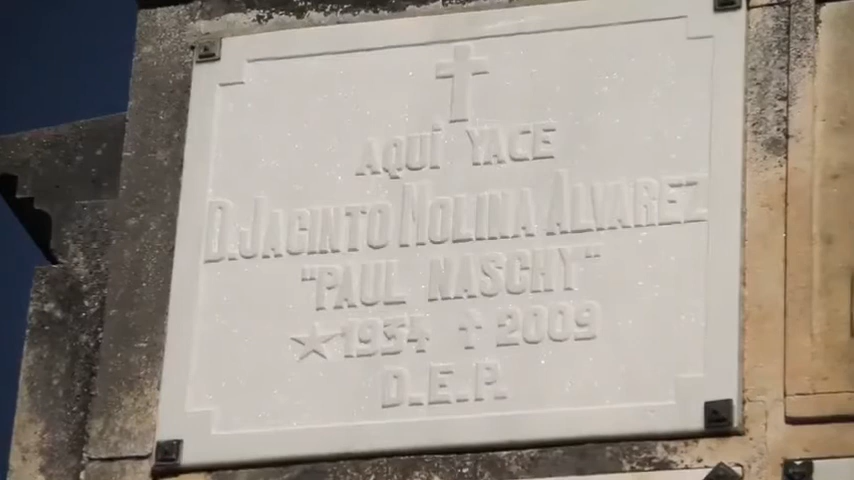 AQUÍ YACE
D. JACINTO MOLINA ALVAREZ
"PAUL NASCHY"
1934 2009
D.E.P.